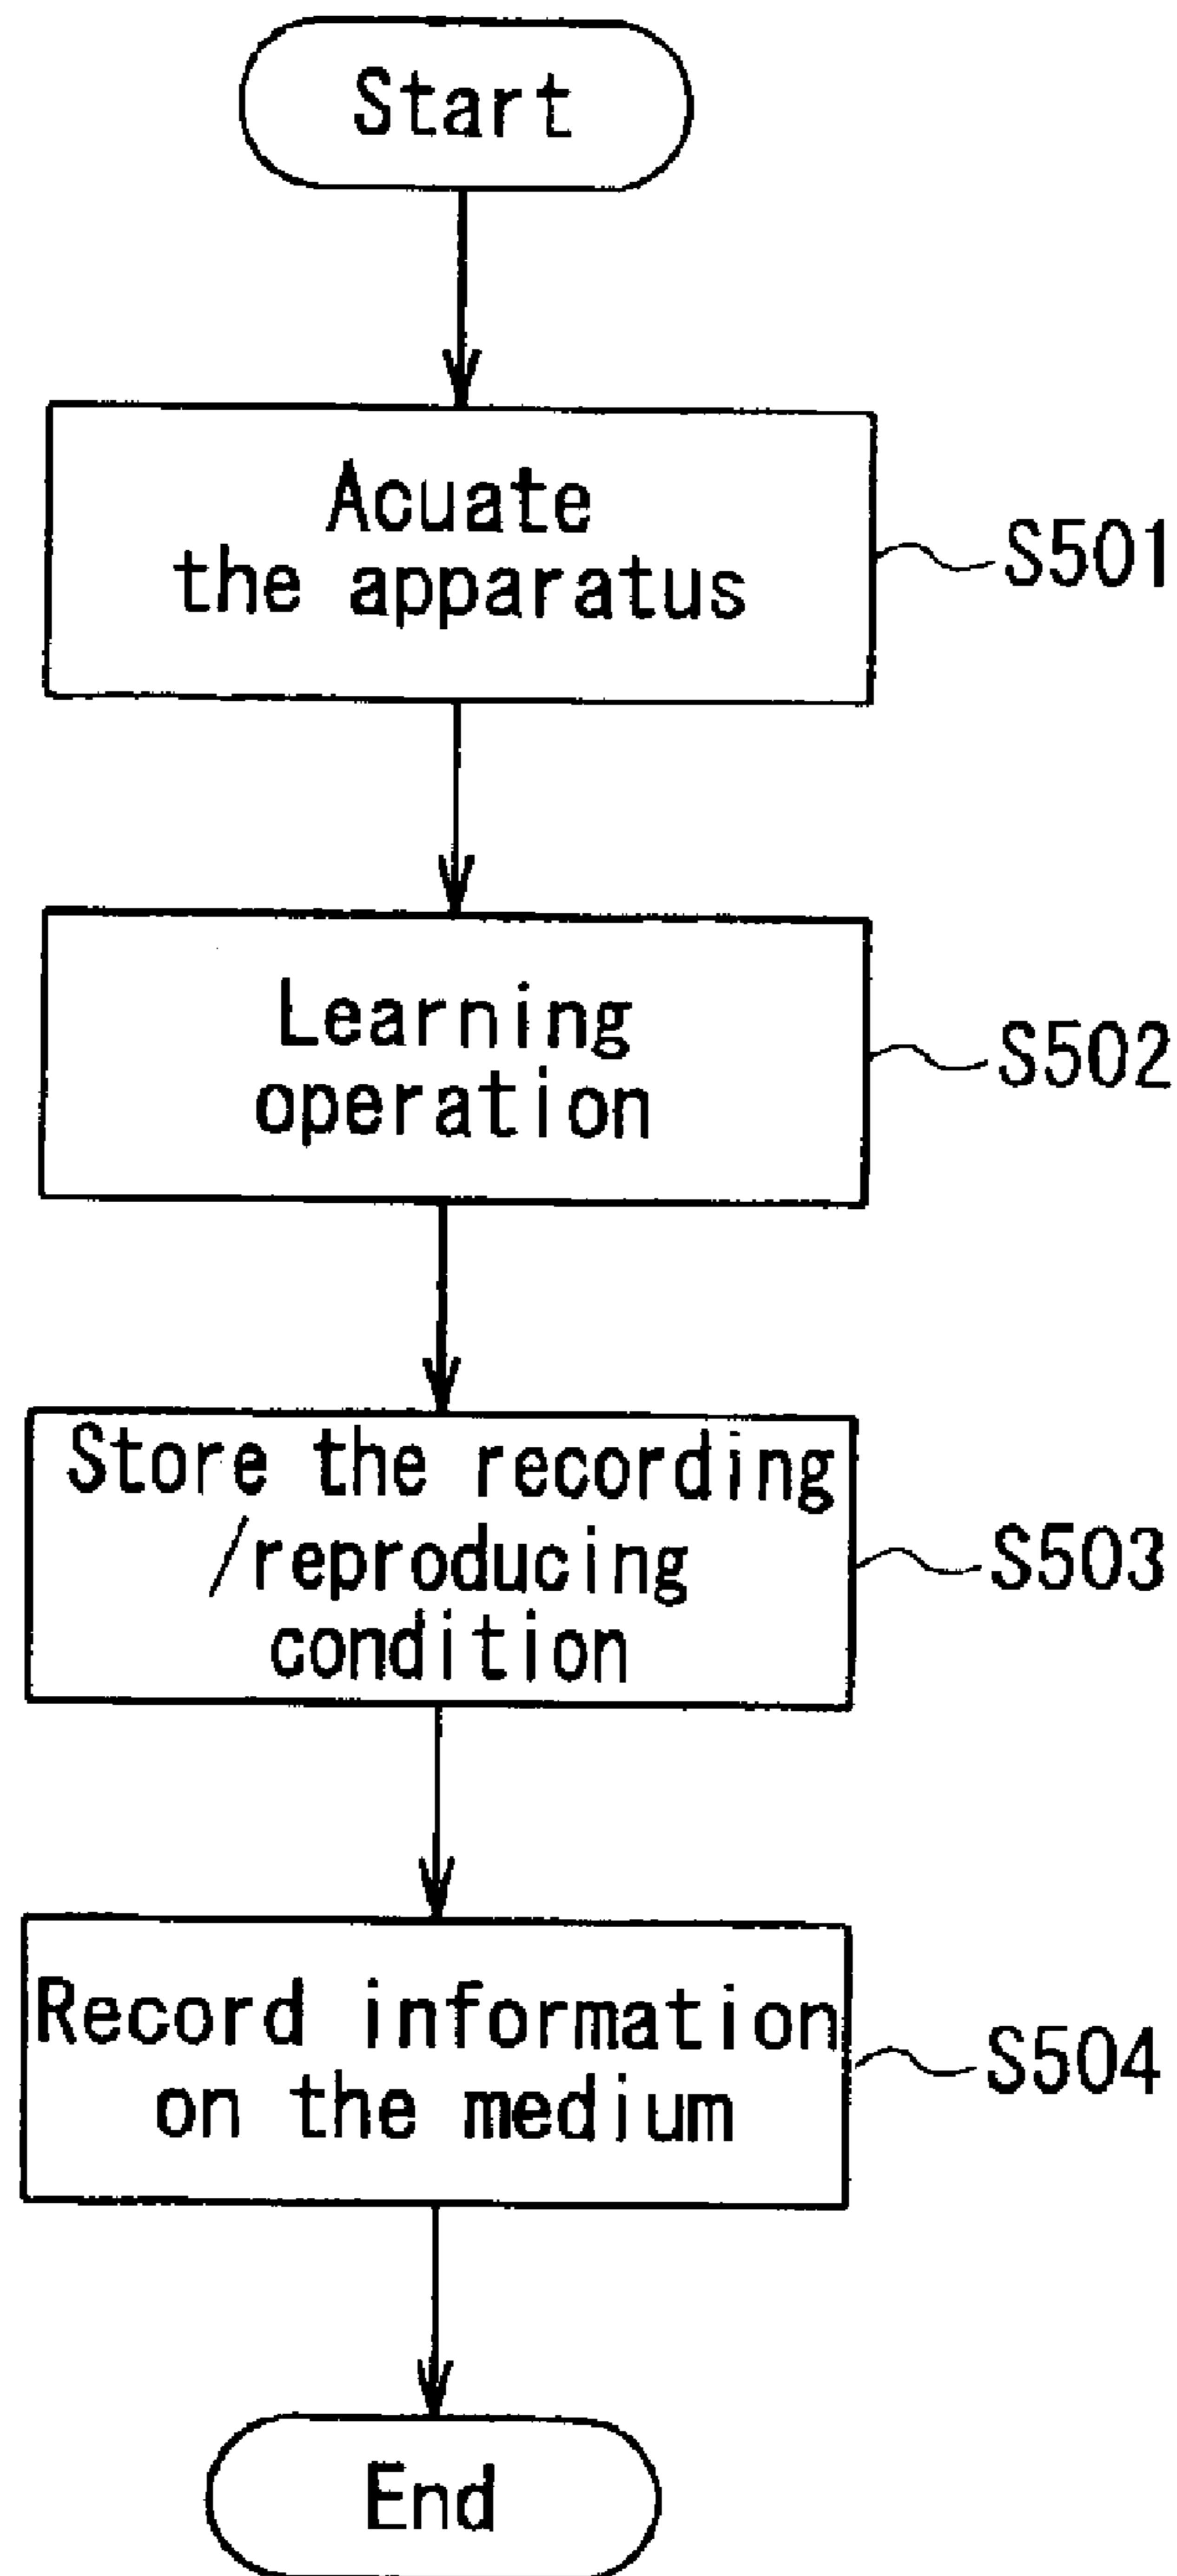 Start
Acuate
the apparatus
S501
Learning
operation
S502
Store the recording
/reproducing
condition
S503
Record information
on the medium
S504
End